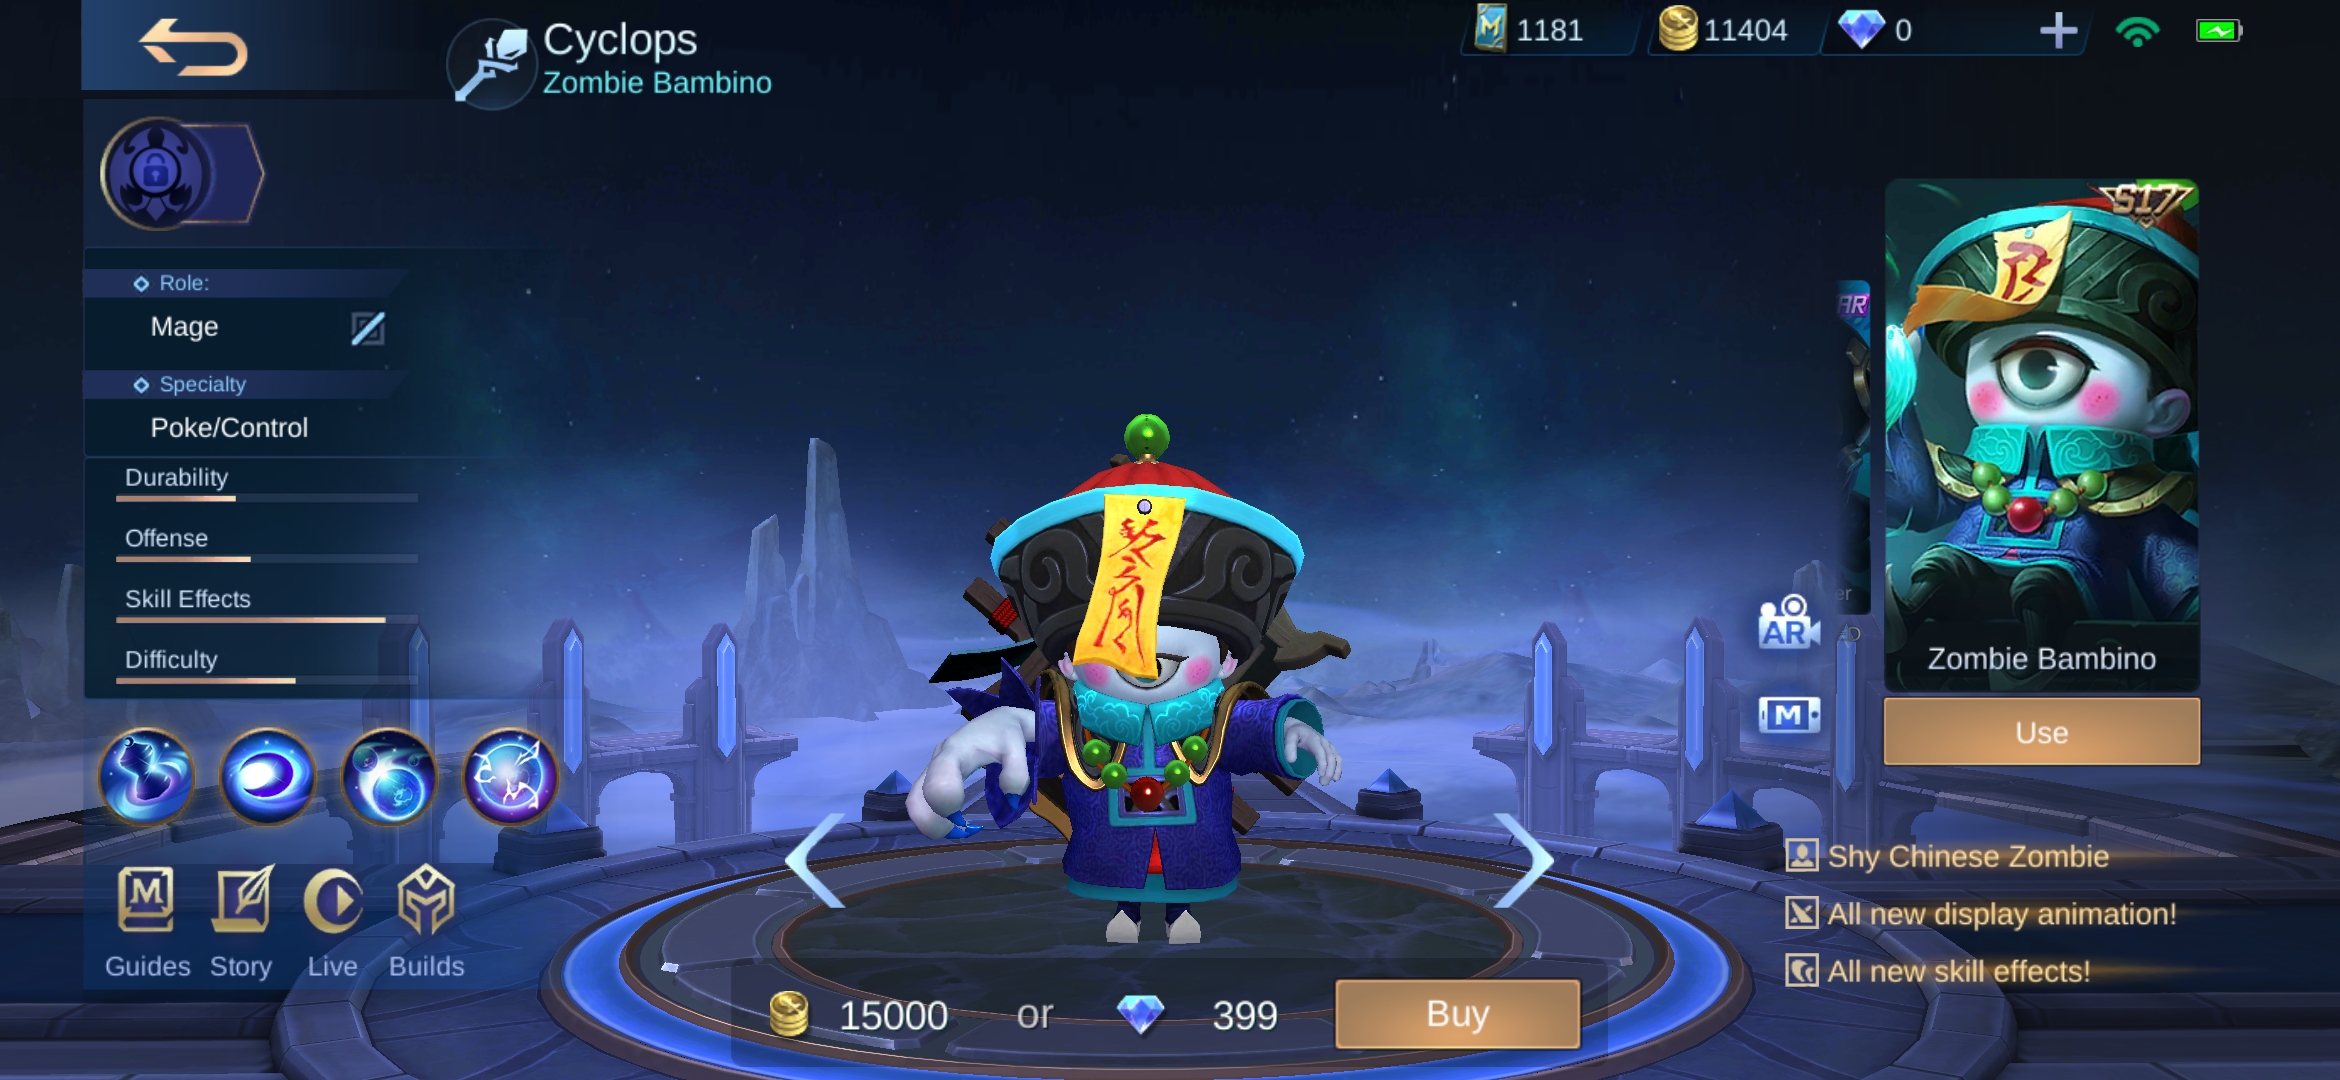 Cyclops
Zombie Bambino
1181
11404
0
Role:
Mage
Specialty
Poke/Control
Durability
Offense
Skill Effects
Difficulty
Guides
Story
Live
Builds
15000
or
399
Buy
AR
M
AR
S17
Zombie Bambino
Use
Shy Chinese Zombie
All new display animation!
All new skill effects!